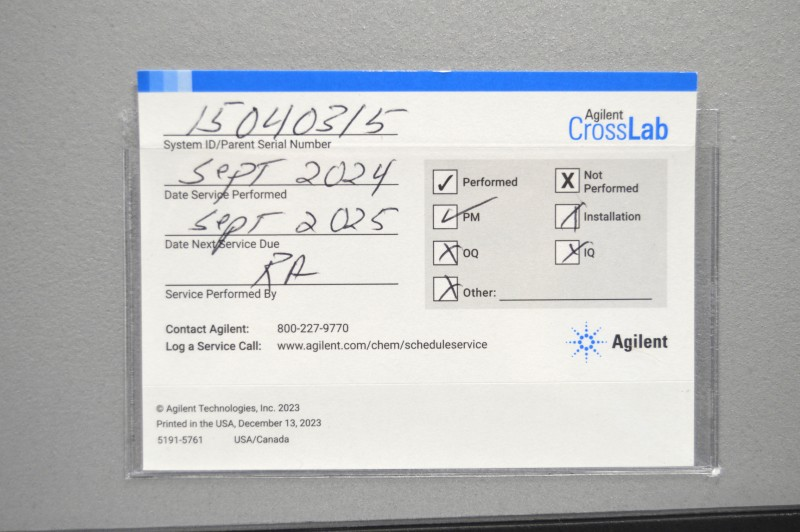 15040315
System ID/Parent Serial Number
Sept 2024
Date Service Performed
Sept 2025
Date Next Service Due
RA
Service Performed By
Agilent
CrossLab
✓ Performed
X Not
Performed
✓ PM
X Installation
X OQ
X IQ
X Other:
Contact Agilent: 800-227-9770
Log a Service Call: www.agilent.com/chem/scheduleservice
Agilent
© Agilent Technologies, Inc. 2023
Printed in the USA, December 13, 2023
5191-5761 USA/Canada